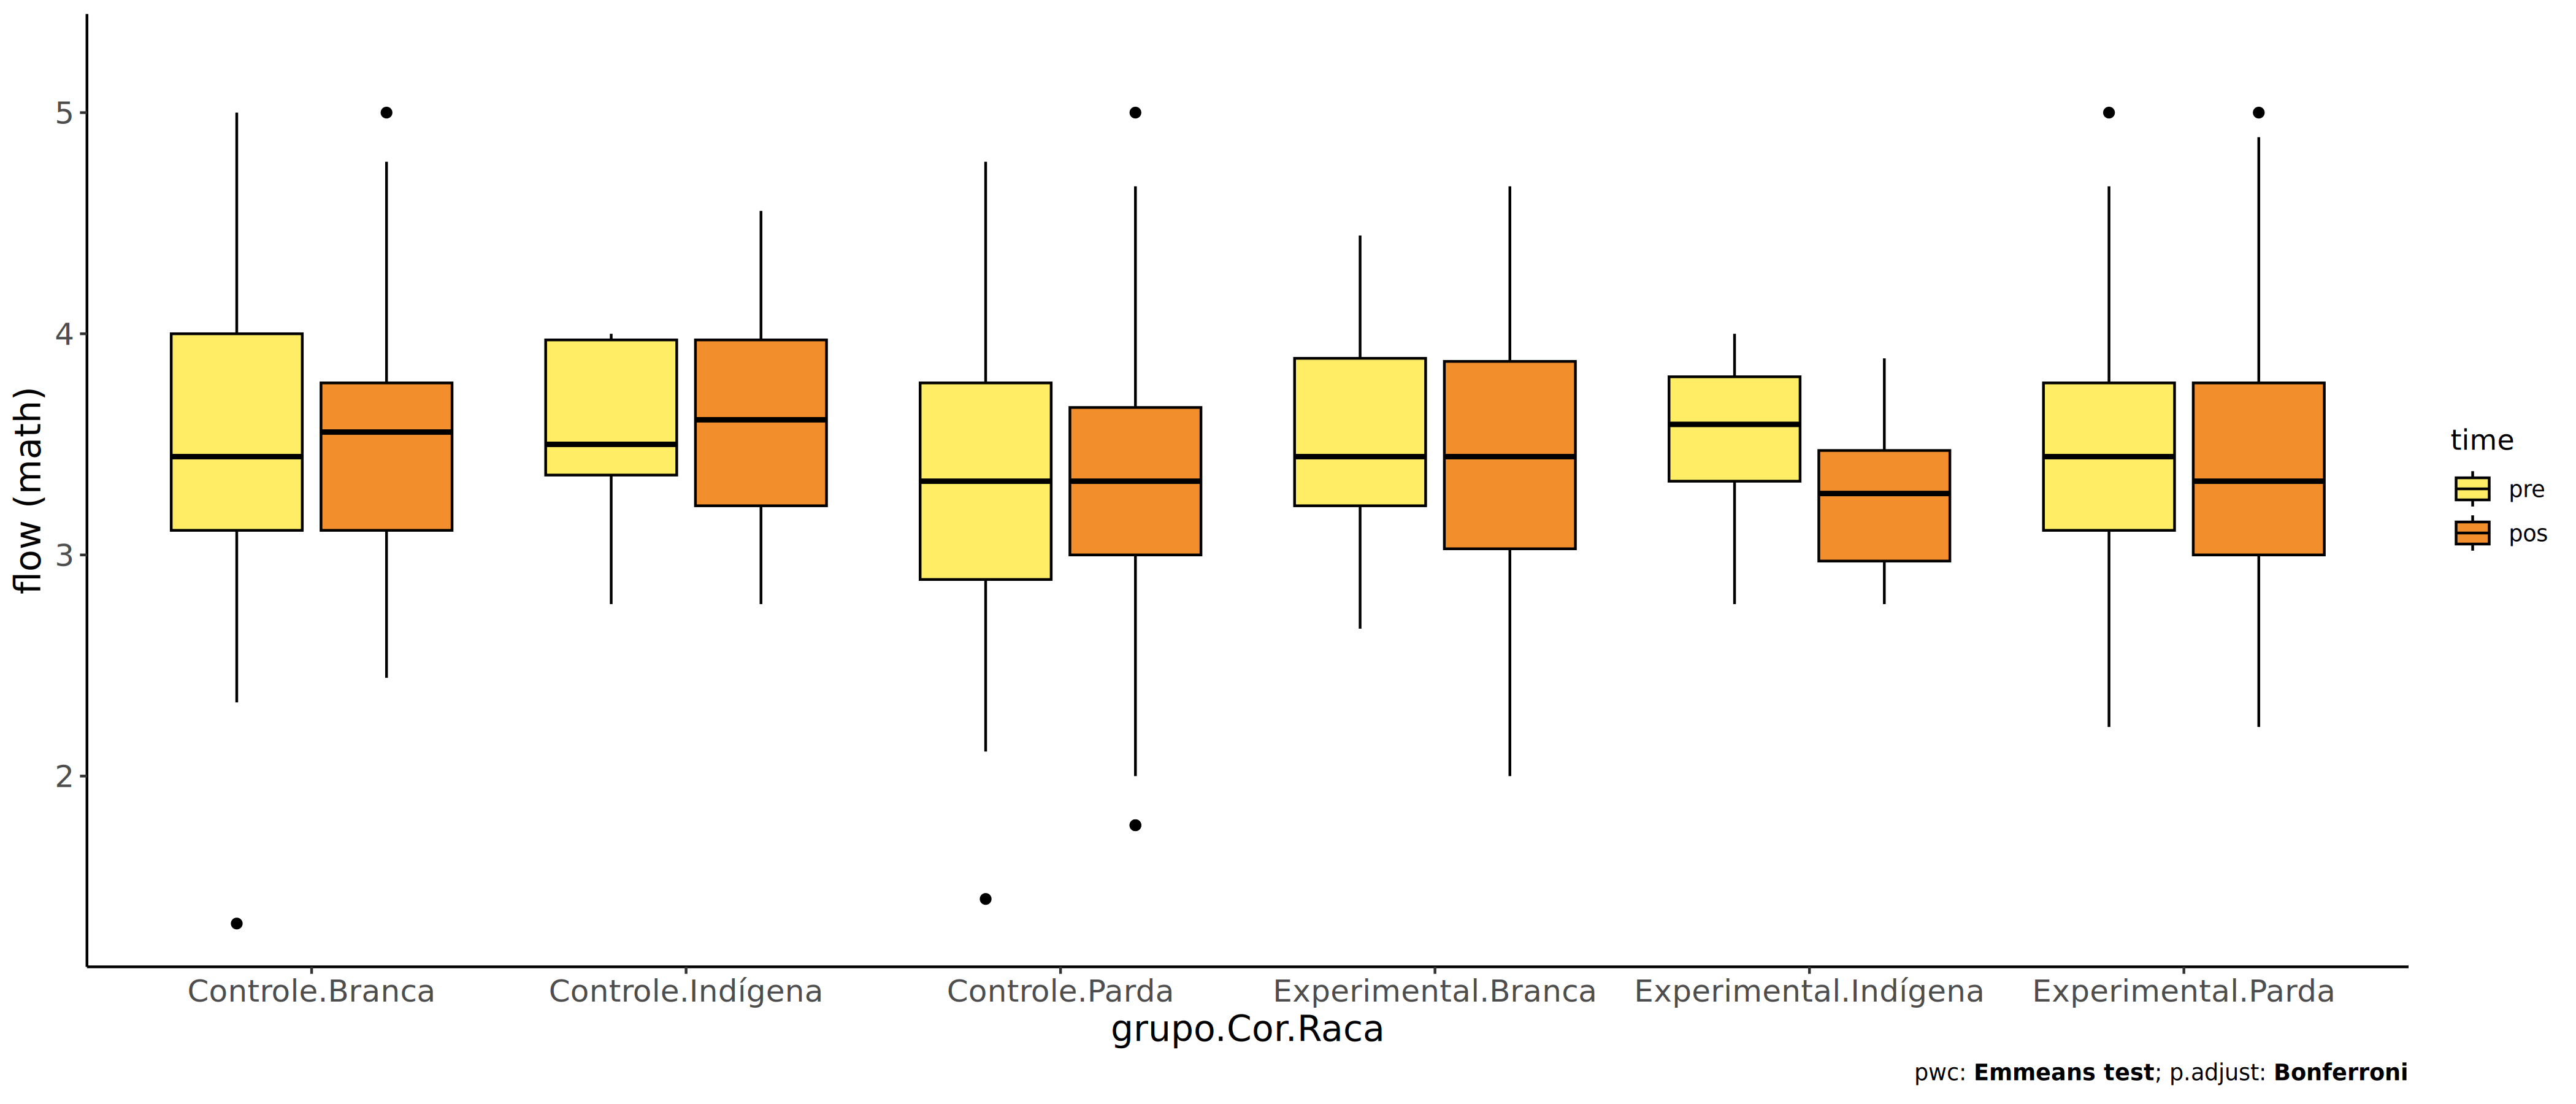 flow (math)
5
4
3
2
Controle.Branca
Controle.Indígena
Controle.Parda
Experimental.Branca
Experimental.Indígena
Experimental.Parda
grupo.Cor.Raca
time
pre
pos
pwc: Emmeans test; p.adjust: Bonferroni